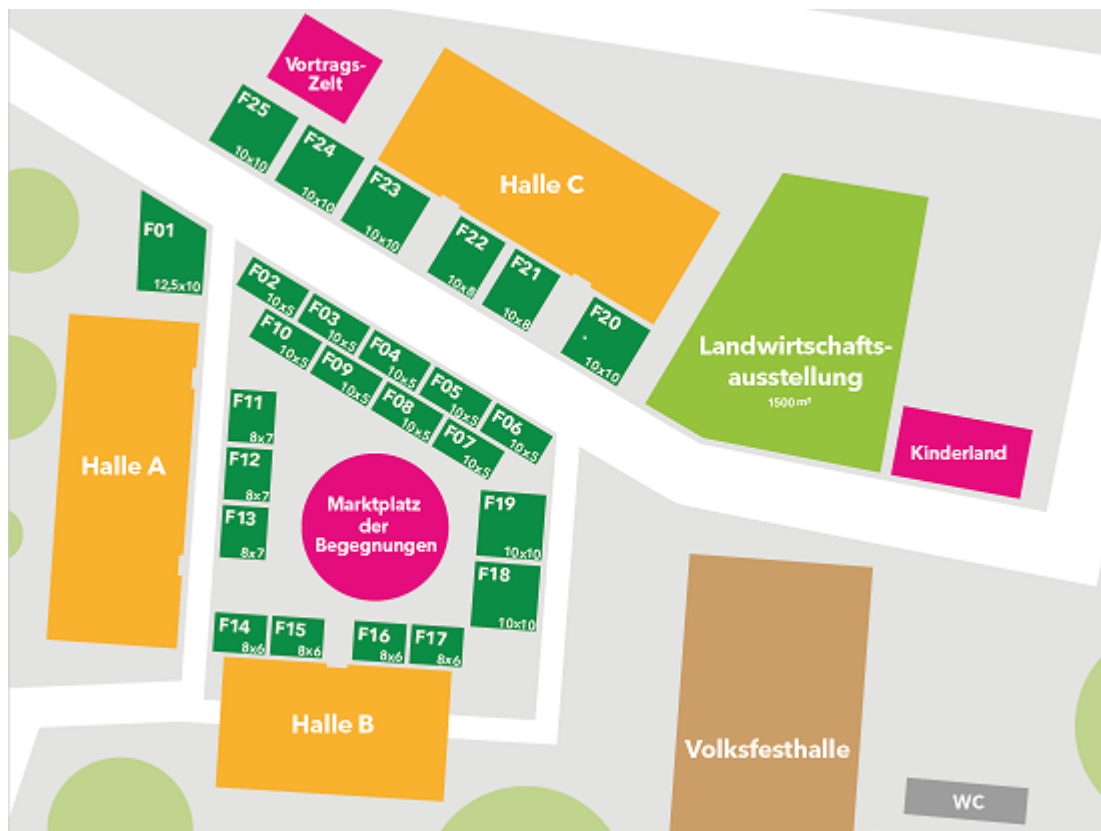 Vortrags-
Zelt
F25
10x10
F24
10x10
F23
10x10
Halle C
F22
10x8
F21
10x8
F20
10x10
F01
12,5x10
F02
10x5
F03
10x5
F04
10x5
F05
10x5
F06
10x5
F10
10x5
F09
10x5
F08
10x5
F07
10x5
Landwirtschafts-
ausstellung
1500 m²
Kinderland
Halle A
F11
8x7
F12
8x7
F13
8x7
Marktplatz
der
Begegnungen
F19
10x10
F18
10x10
F14
8x6
F15
8x6
F16
8x6
F17
8x6
Halle B
Volksfesthalle
WC